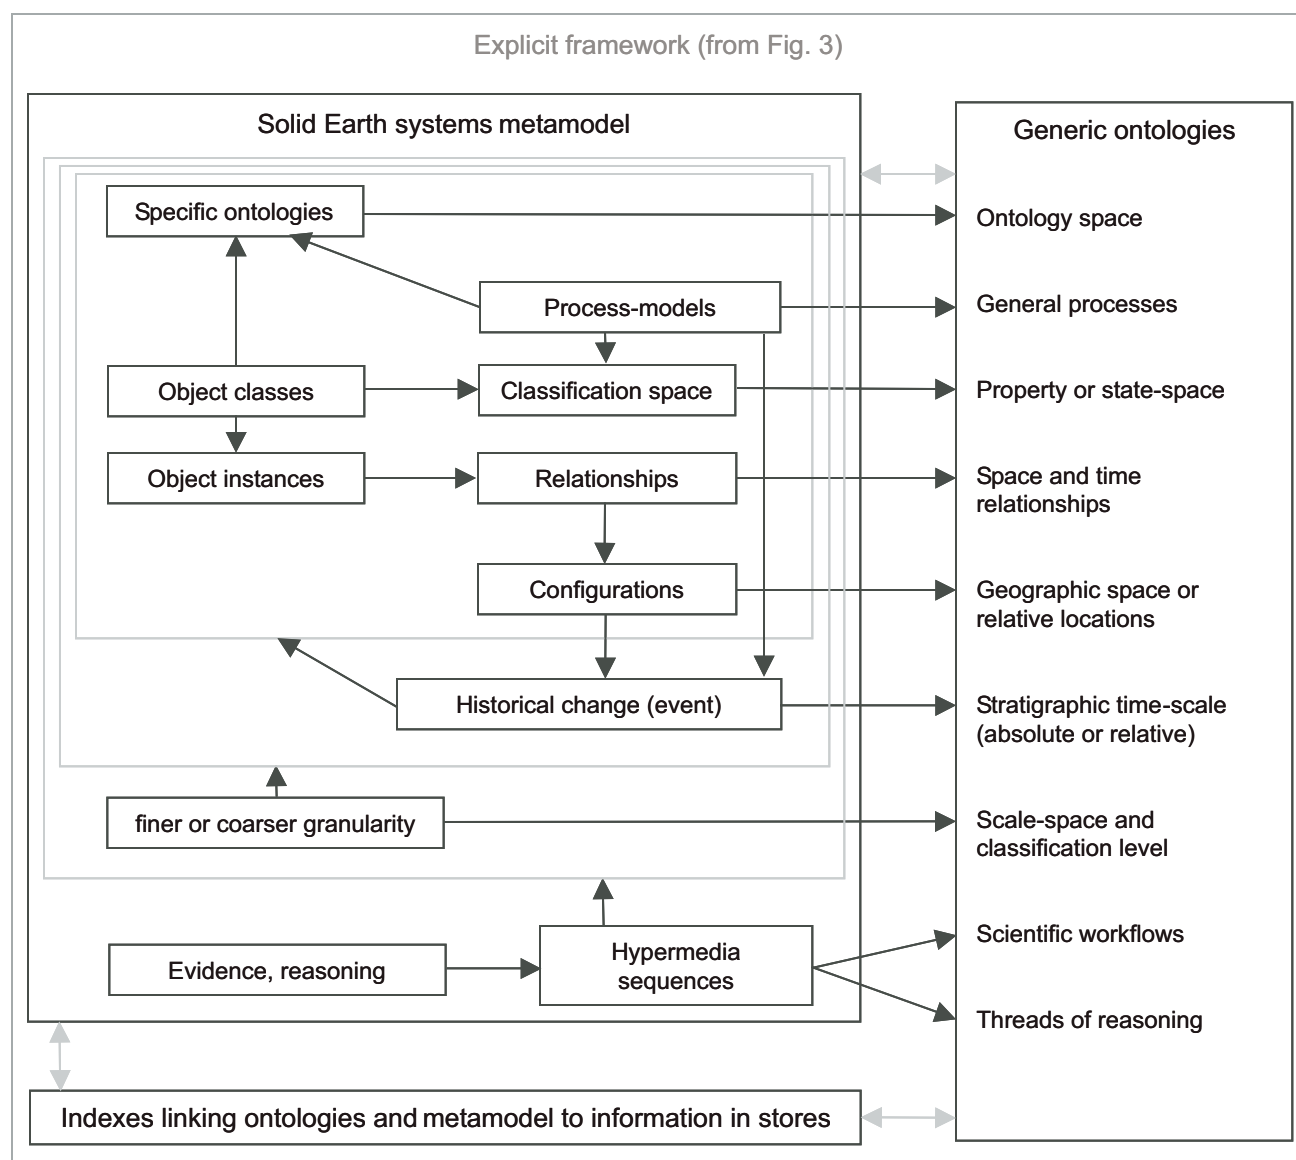 Explicit framework (from Fig. 3)
Solid Earth systems metamodel
Generic ontologies
Specific ontologies
Ontology space
Process-models
General processes
Object classes
Classification space
Property or state-space
Object instances
Relationships
Space and time
relationships
Configurations
Geographic space or
relative locations
Historical change (event)
Stratigraphic time-scale
(absolute or relative)
finer or coarser granularity
Scale-space and
classification level
Evidence, reasoning
Hypermedia
sequences
Scientific workflows
Threads of reasoning
Indexes linking ontologies and metamodel to information in stores